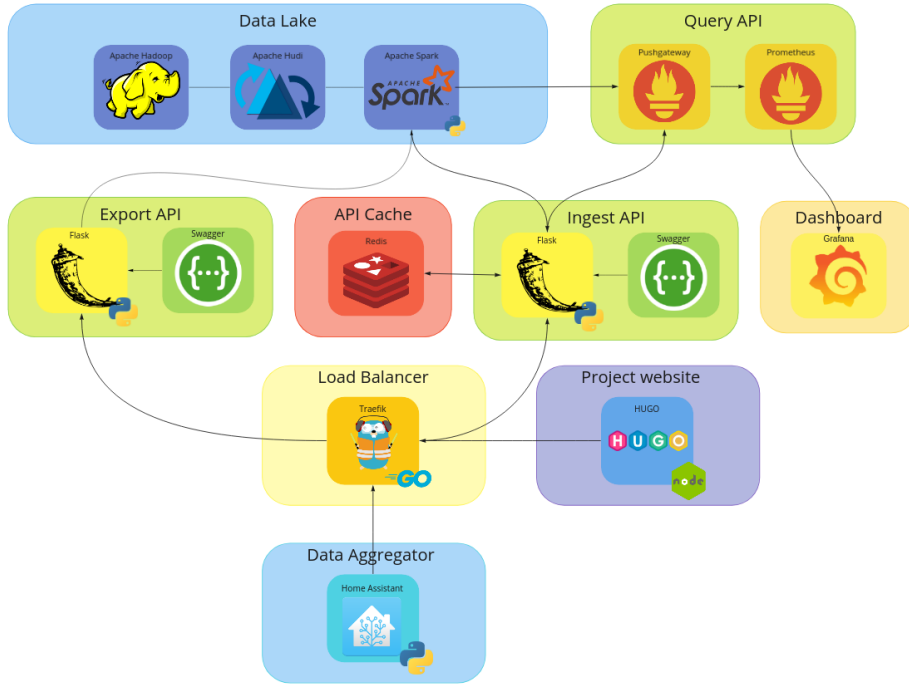 Data Lake
Query API
Apache Hadoop
Apache Hudi
Apache Spark
Pushgateway
Prometheus
APACHE
Spark
Export API
API Cache
Ingest API
Dashboard
Flask
Swagger
Redis
Flask
Swagger
Grafana
{···}
{···}
Load Balancer
Project website
Traefik
HUGO
HUGO
GO
node
Data Aggregator
Home Assistant